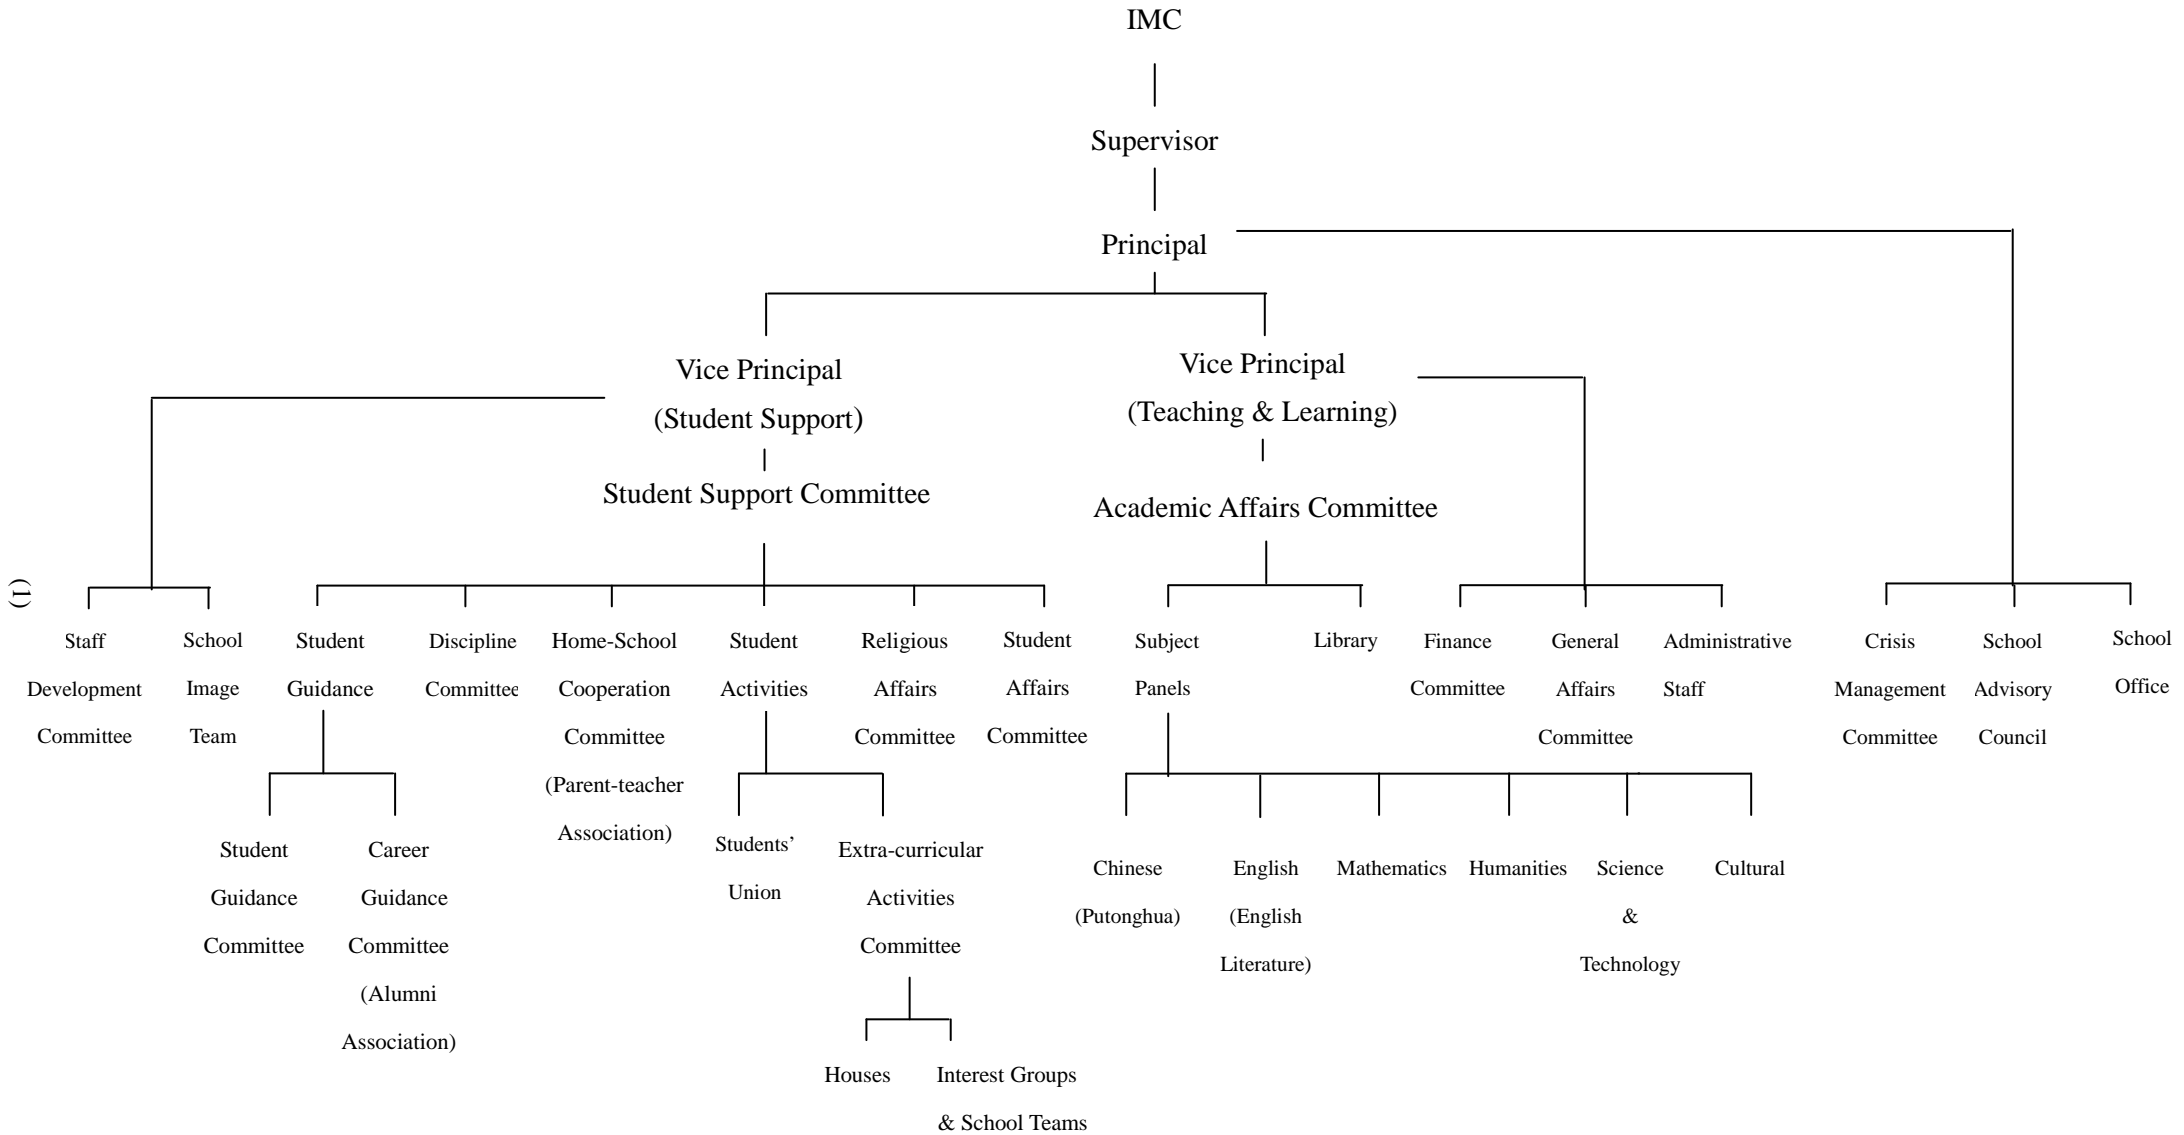 IMC
Supervisor
Principal
Vice Principal
(Student Support)
Vice Principal
(Teaching & Learning)
Student Support Committee
Academic Affairs Committee
(1)
Staff
Development
Committee
School
Image
Team
Student
Guidance
Discipline
Committee
Home-School
Cooperation
Committee
(Parent-teacher
Association)
Student
Activities
Religious
Affairs
Committee
Student
Affairs
Committee
Subject
Panels
Library
Finance
Committee
General
Affairs
Committee
Administrative
Staff
Crisis
Management
Committee
School
Advisory
Council
School
Office
Student
Guidance
Committee
Career
Guidance
Committee
(Alumni
Association)
Students’
Union
Extra-curricular
Activities
Committee
Chinese
(Putonghua)
English
(English
Literature)
Mathematics
Humanities
Science
&
Technology
Cultural
Houses
Interest Groups
& School Teams